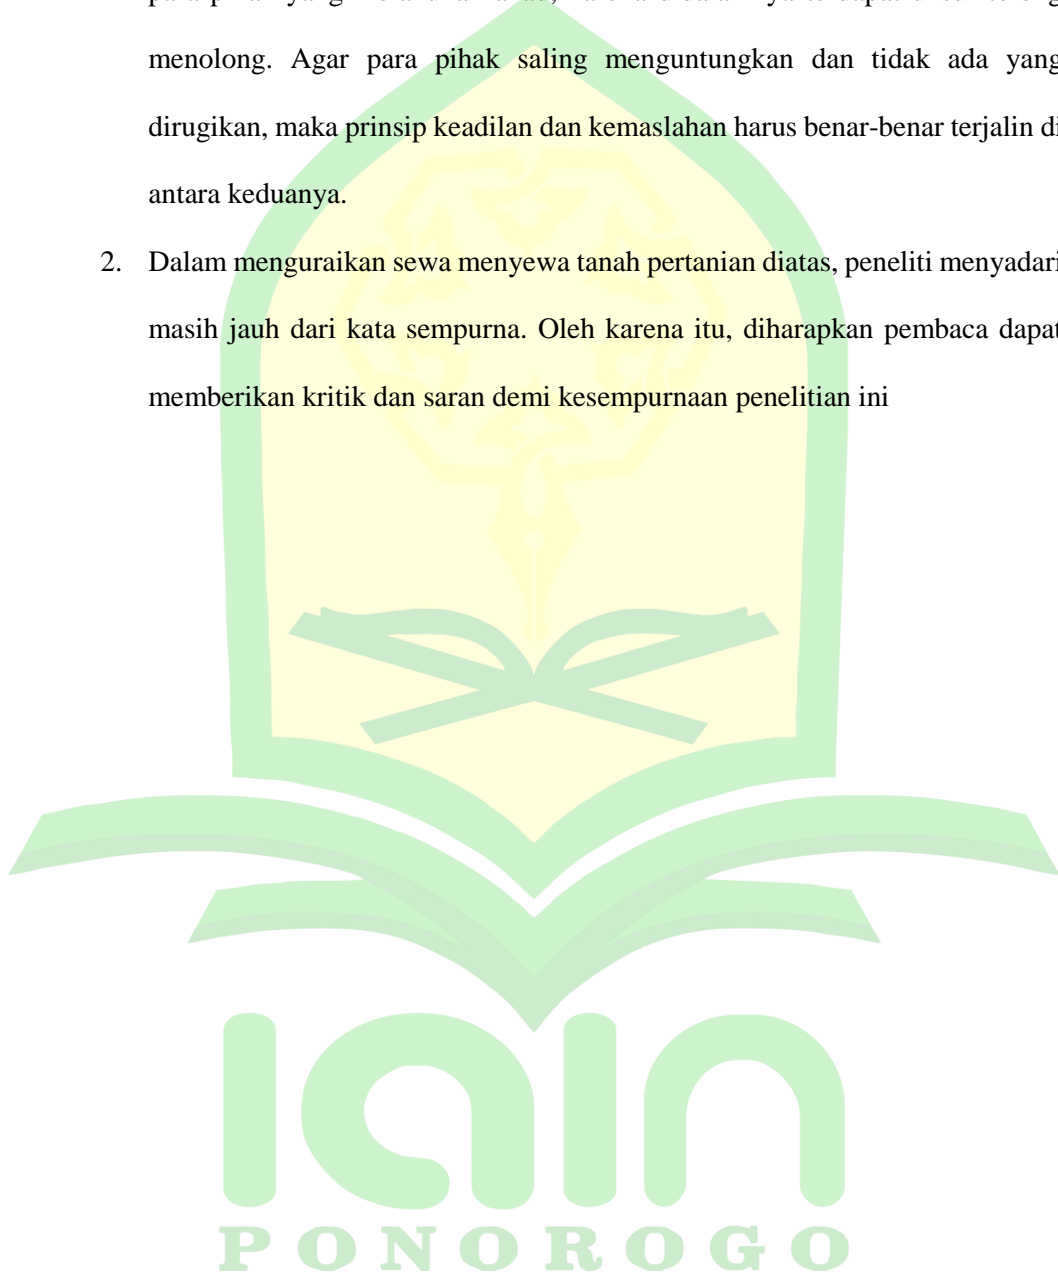 menolong. Agar para pihak saling menguntungkan dan tidak ada yang
dirugikan, maka prinsip keadilan dan kemaslahan harus benar-benar terjalin di
antara keduanya.
2. Dalam menguraikan sewa menyewa tanah pertanian diatas, peneliti menyadari
masih jauh dari kata sempurna. Oleh karena itu, diharapkan pembaca dapat
memberikan kritik dan saran demi kesempurnaan penelitian ini
iain
PONOROGO